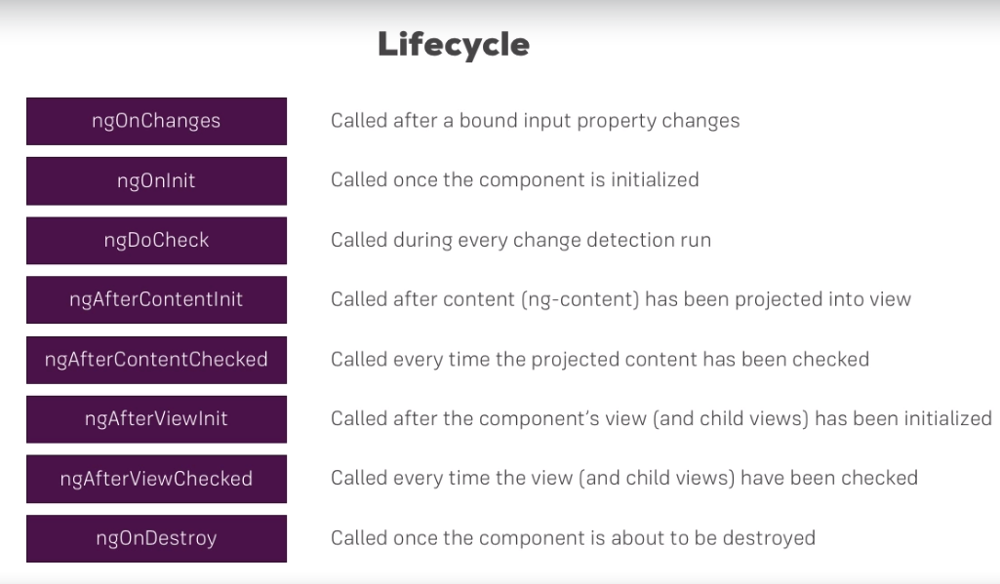 Lifecycle
ngOnChanges Called after a bound input property changes
ngOnInit Called once the component is initialized
ngDoCheck Called during every change detection run
ngAfterContentInit Called after content (ng-content) has been projected into view
ngAfterContentChecked Called every time the projected content has been checked
ngAfterViewInit Called after the component’s view (and child views) has been initialized
ngAfterViewChecked Called every time the view (and child views) have been checked
ngOnDestroy Called once the component is about to be destroyed